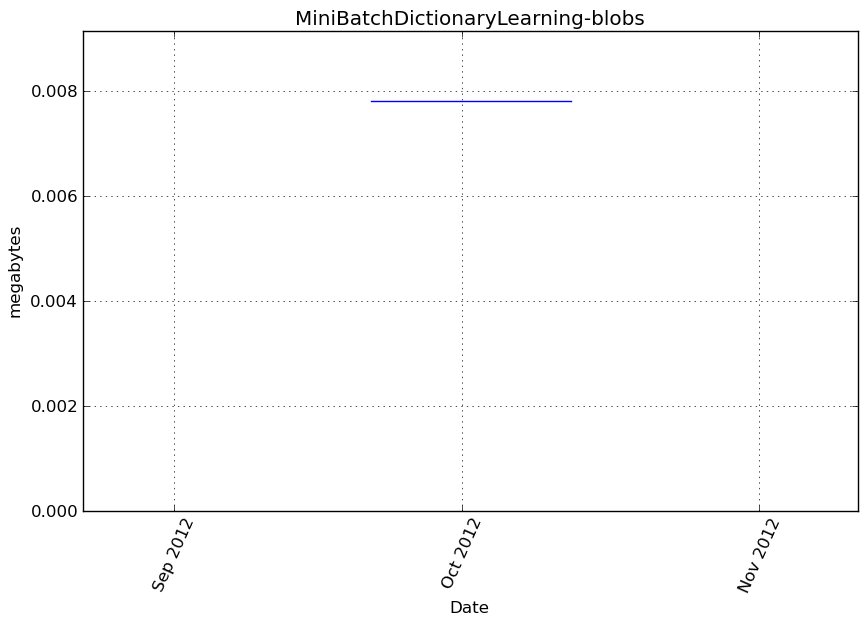 MiniBatchDictionaryLearning-blobs
0.008
0.006
0.004
0.002
0.000
megabytes
Sep 2012
Oct 2012
Nov 2012
Date